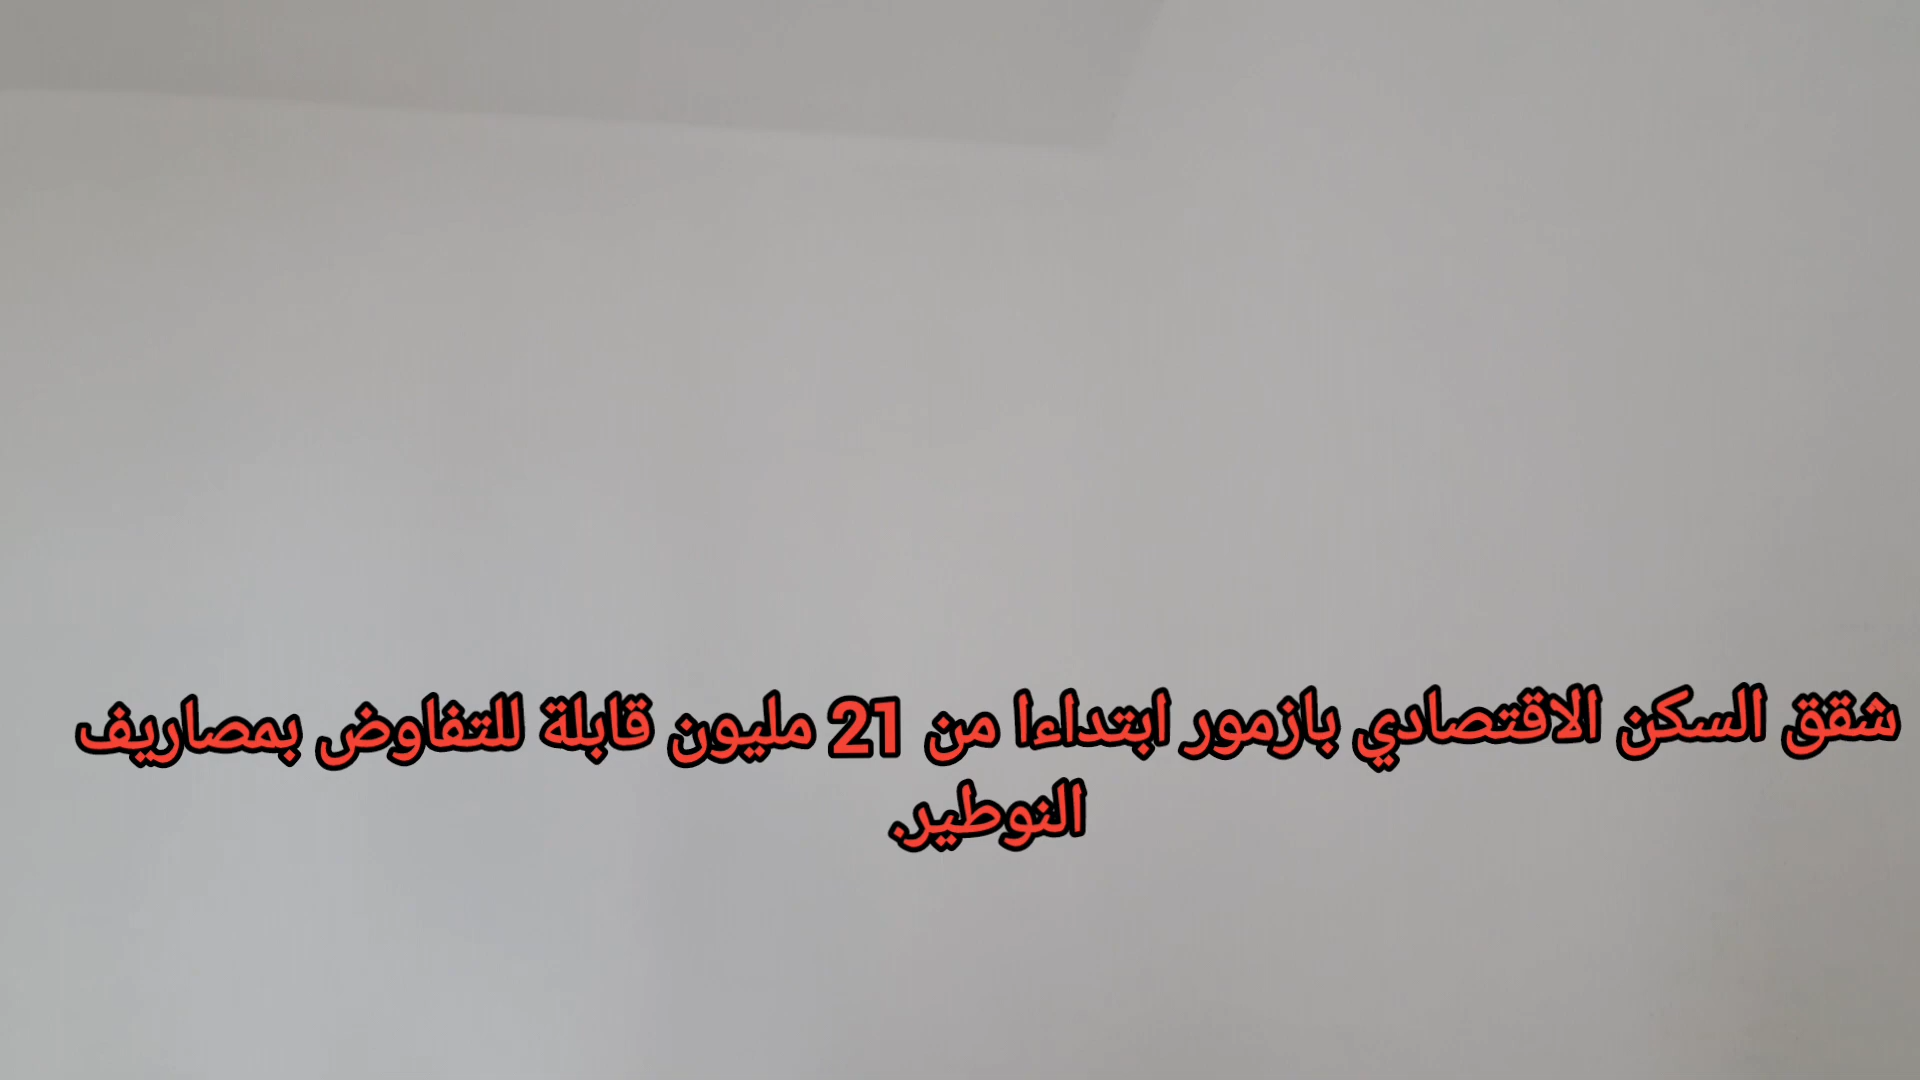 شقق السكن الاقتصادي بازمور ابتداءا من 21 مليون قابلة للتفاوض بمصاريف
النوطير.